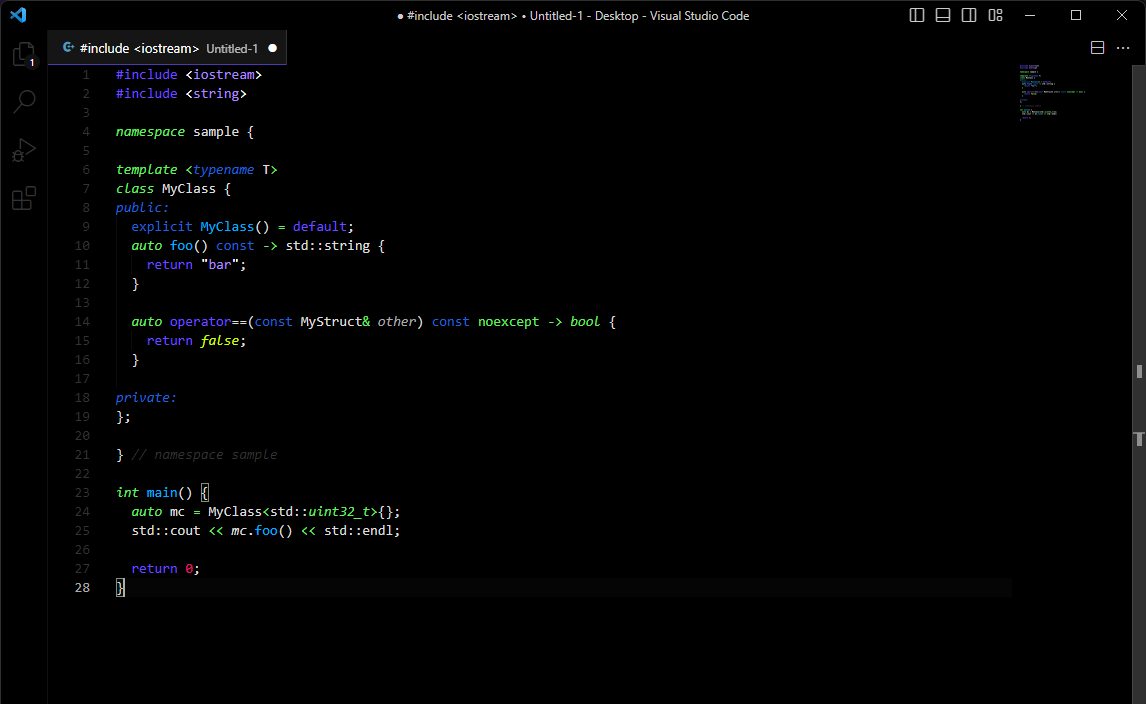 ● #include <iostream> • Untitled-1 - Desktop - Visual Studio Code
#include <iostream> Untitled-1 ●
1
1 #include <iostream>
2 #include <string>
3
4 namespace sample {
5
6 template <typename T>
7 class MyClass {
8 public:
9   explicit MyClass() = default;
10   auto foo() const -> std::string {
11     return "bar";
12   }
13
14   auto operator==(const MyStruct& other) const noexcept -> bool {
15     return false;
16   }
17
18 private:
19 };
20
21 } // namespace sample
22
23 int main() {
24   auto mc = MyClass<std::uint32_t>{};
25   std::cout << mc.foo() << std::endl;
26
27   return 0;
28 }